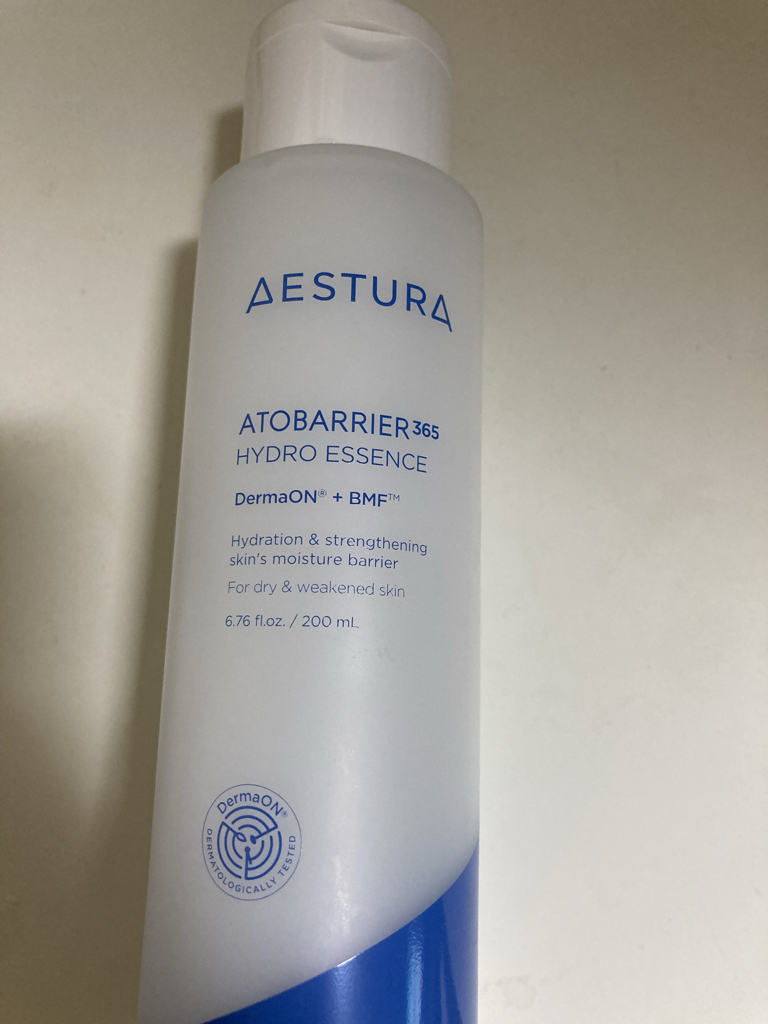 AESTURA
ATOBARRIER365
HYDRO ESSENCE
DermaON® + BMF™
Hydration & strengthening
skin's moisture barrier
For dry & weakened skin
6.76 fl.oz. / 200 mL
DermaON®
DERMATOLOGICALLY TESTED